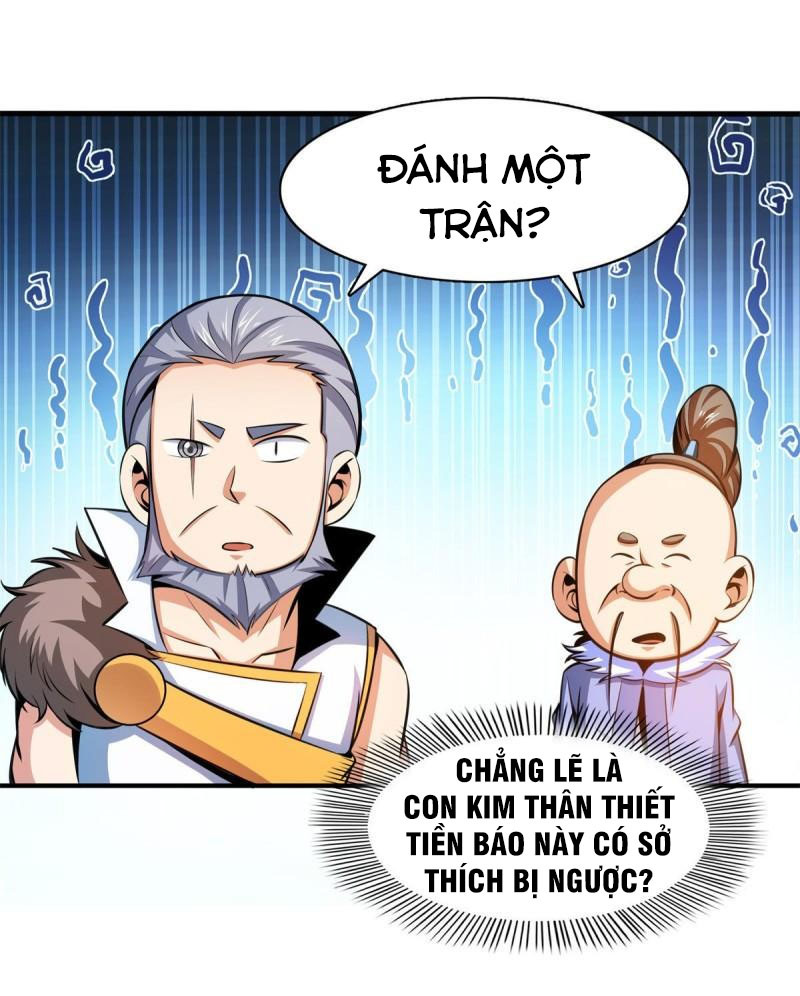 ĐÁNH MỘT
TRẬN?
CHẲNG LẼ LÀ
CON KIM THÂN THIẾT
TIỀN BÁO NÀY CÓ SỞ
THÍCH BỊ NGƯỢC?